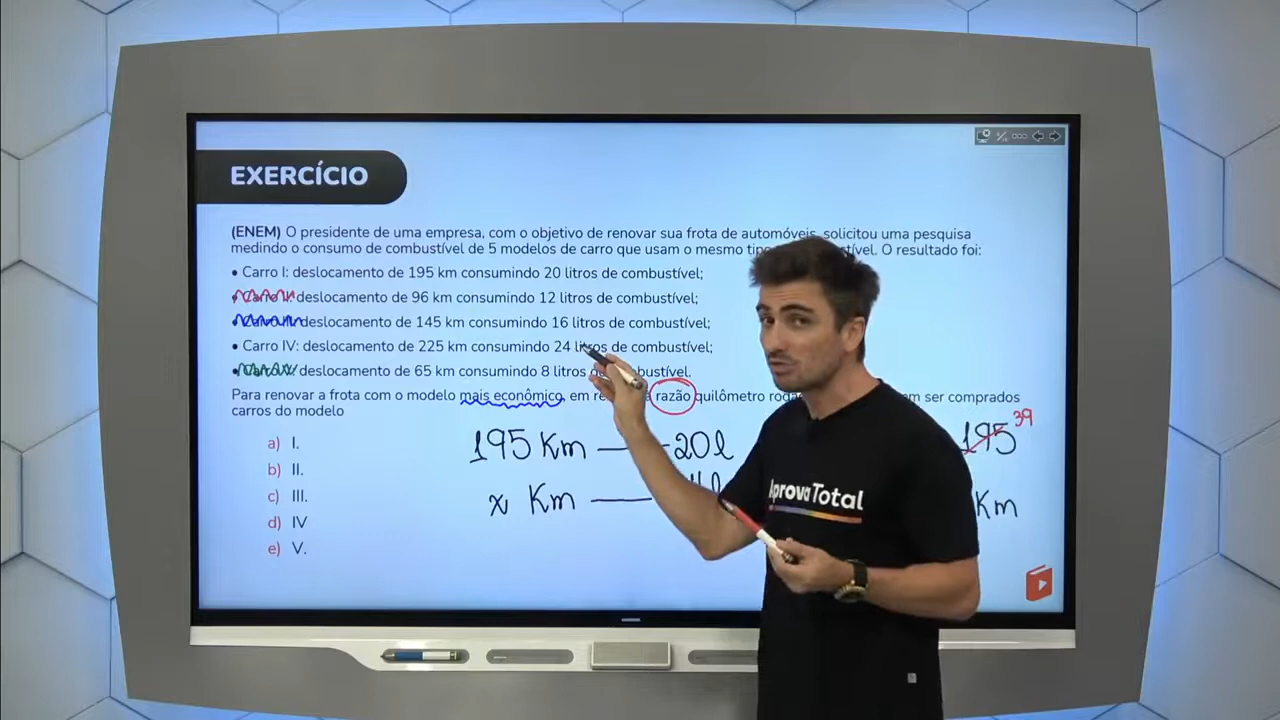 EXERCÍCIO
(ENEM) O presidente de uma empresa, com o objetivo de renovar sua frota de automóveis, solicitou uma pesquisa
medindo o consumo de combustível de 5 modelos de carro que usam o mesmo tipo O resultado foi:
• Carro I: deslocamento de 195 km consumindo 20 litros de combustível;
deslocamento de 96 km consumindo 12 litros de combustível;
deslocamento de 145 km consumindo 16 litros de combustível;
• Carro IV: deslocamento de 225 km consumindo 24 litros de combustível;
deslocamento de 65 km consumindo 8 litros de combustível.
Para renovar a frota com o modelo mais econômico, em razão quilômetro ser comprados
carros do modelo
a) I.
b) II.
c) III.
d) IV
e) V.
195 Km — 20 l
x Km —
195 39
Km
AprovaTotal